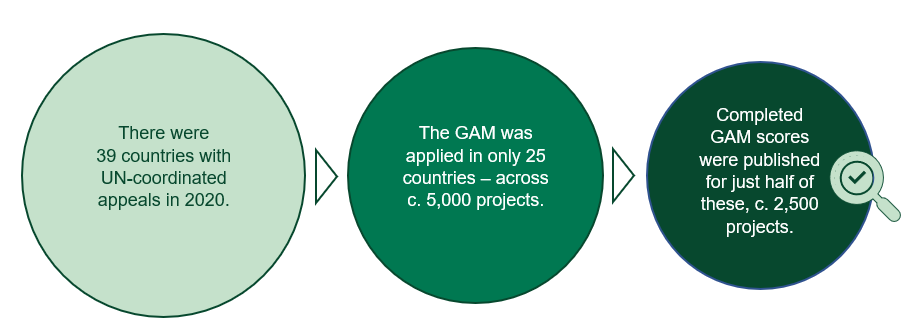 There were
39 countries with
UN-coordinated
appeals in 2020.
The GAM was
applied in only 25
countries – across
c. 5,000 projects.
Completed
GAM scores
were published
for just half of
these, c. 2,500
projects.